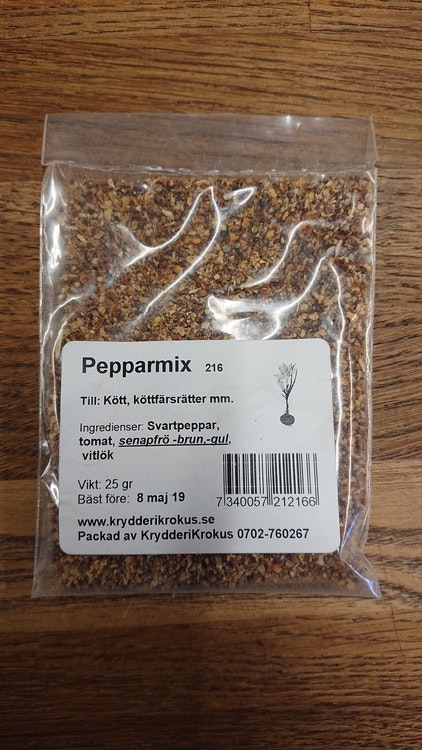 Pepparmix 216
Till: Kött, köttfärsrätter mm.
Ingredienser: Svartpeppar,
tomat, senapfrö -brun,-gul,
vitlök
Vikt: 25 gr
Bäst före: 8 maj 19
7 340057 212166
www.krydderikrokus.se
Packad av KrydderiKrokus 0702-760267